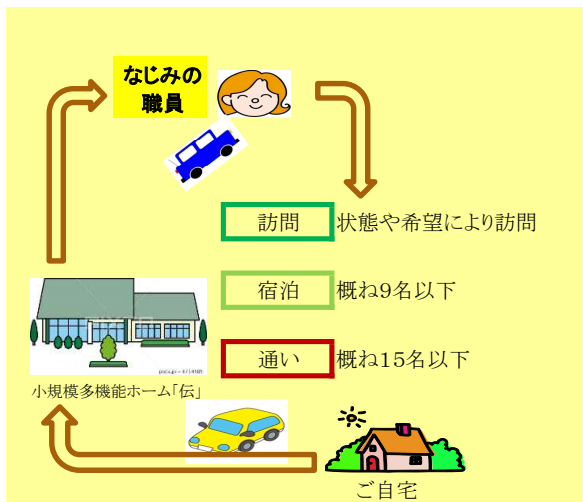 なじみの
職員
訪問 状態や希望により訪問
宿泊 概ね9名以下
通い 概ね15名以下
小規模多機能ホーム「伝」
ご自宅